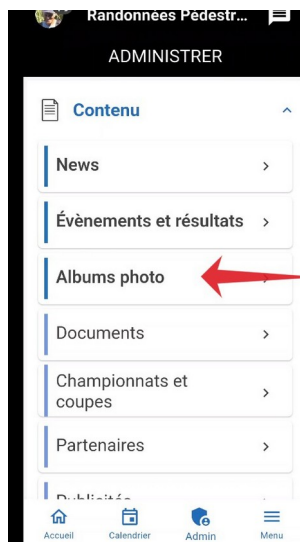 Randonnées Pédestr...
ADMINISTRER
Contenu
News
Évènements et résultats
Albums photo
Documents
Championnats et
coupes
Partenaires
Publicités
Accueil
Calendrier
Admin
Menu